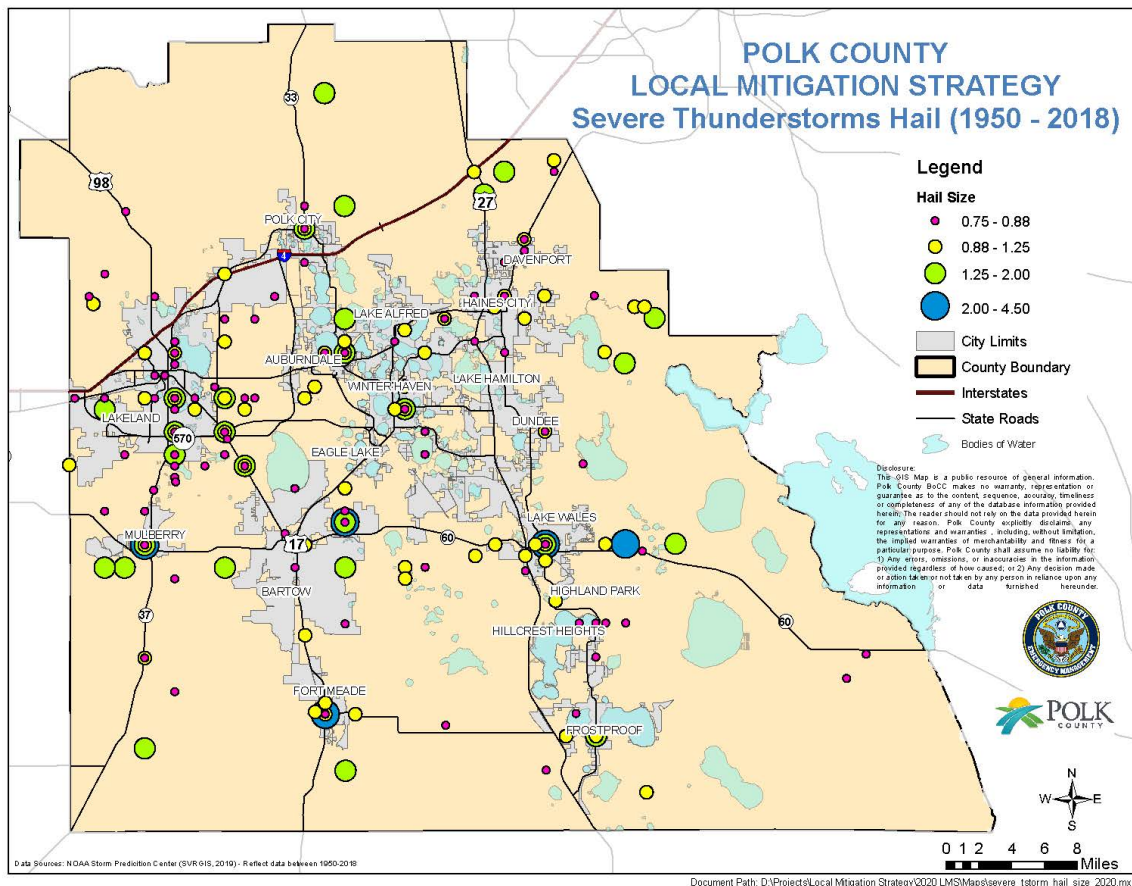 POLK COUNTY
LOCAL MITIGATION STRATEGY
Severe Thunderstorms Hail (1950 - 2018)
Legend
Hail Size
0.75 - 0.88
0.88 - 1.25
1.25 - 2.00
2.00 - 4.50
City Limits
County Boundary
Interstates
State Roads
Bodies of Water
33
98
27
POLK CITY
4
DAVENPORT
HAINES CITY
LAKE ALFRED
AUBURNDALE
LAKE HAMILTON
WINTER HAVEN
LAKELAND
DUNDEE
570
EAGLE LAKE
LAKE WALES
MULBERRY
17
60
BARTOW
HIGHLAND PARK
37
HILLCREST HEIGHTS
60
FORT MEADE
FROSTPROOF
Disclosure:
This GIS Map is a public resource of general information.
Polk County BoCC makes no warranty, representation or
guarantee as to the content, sequence, accuracy, timeliness
or completeness of any of the database information provided
herein. The reader should not rely on the data provided herein
for any reason. Polk County explicitly disclaims any
representations and warranties , including, without limitation,
the implied warranties of merchantability and fitness for a
particular purpose. Polk County shall assume no liability for:
1) Any errors, omissions, or inaccuracies in the information
provided regardless of how caused; or 2) Any decision made
or action taken or not taken by any person in reliance upon any
information or data furnished hereunder.
POLK COUNTY
EMERGENCY MANAGEMENT
POLK
COUNTY
N
W E
S
0 1 2 4 6 8
Miles
Data Sources: NOAA Storm Predicition Center (SVRGIS, 2019) - Reflect data between 1950-2018
Document Path: D:\Projects\Local Mitigation Strategy\2020 LMS\Maps\severe_tstorm_hail_size_2020.mxd